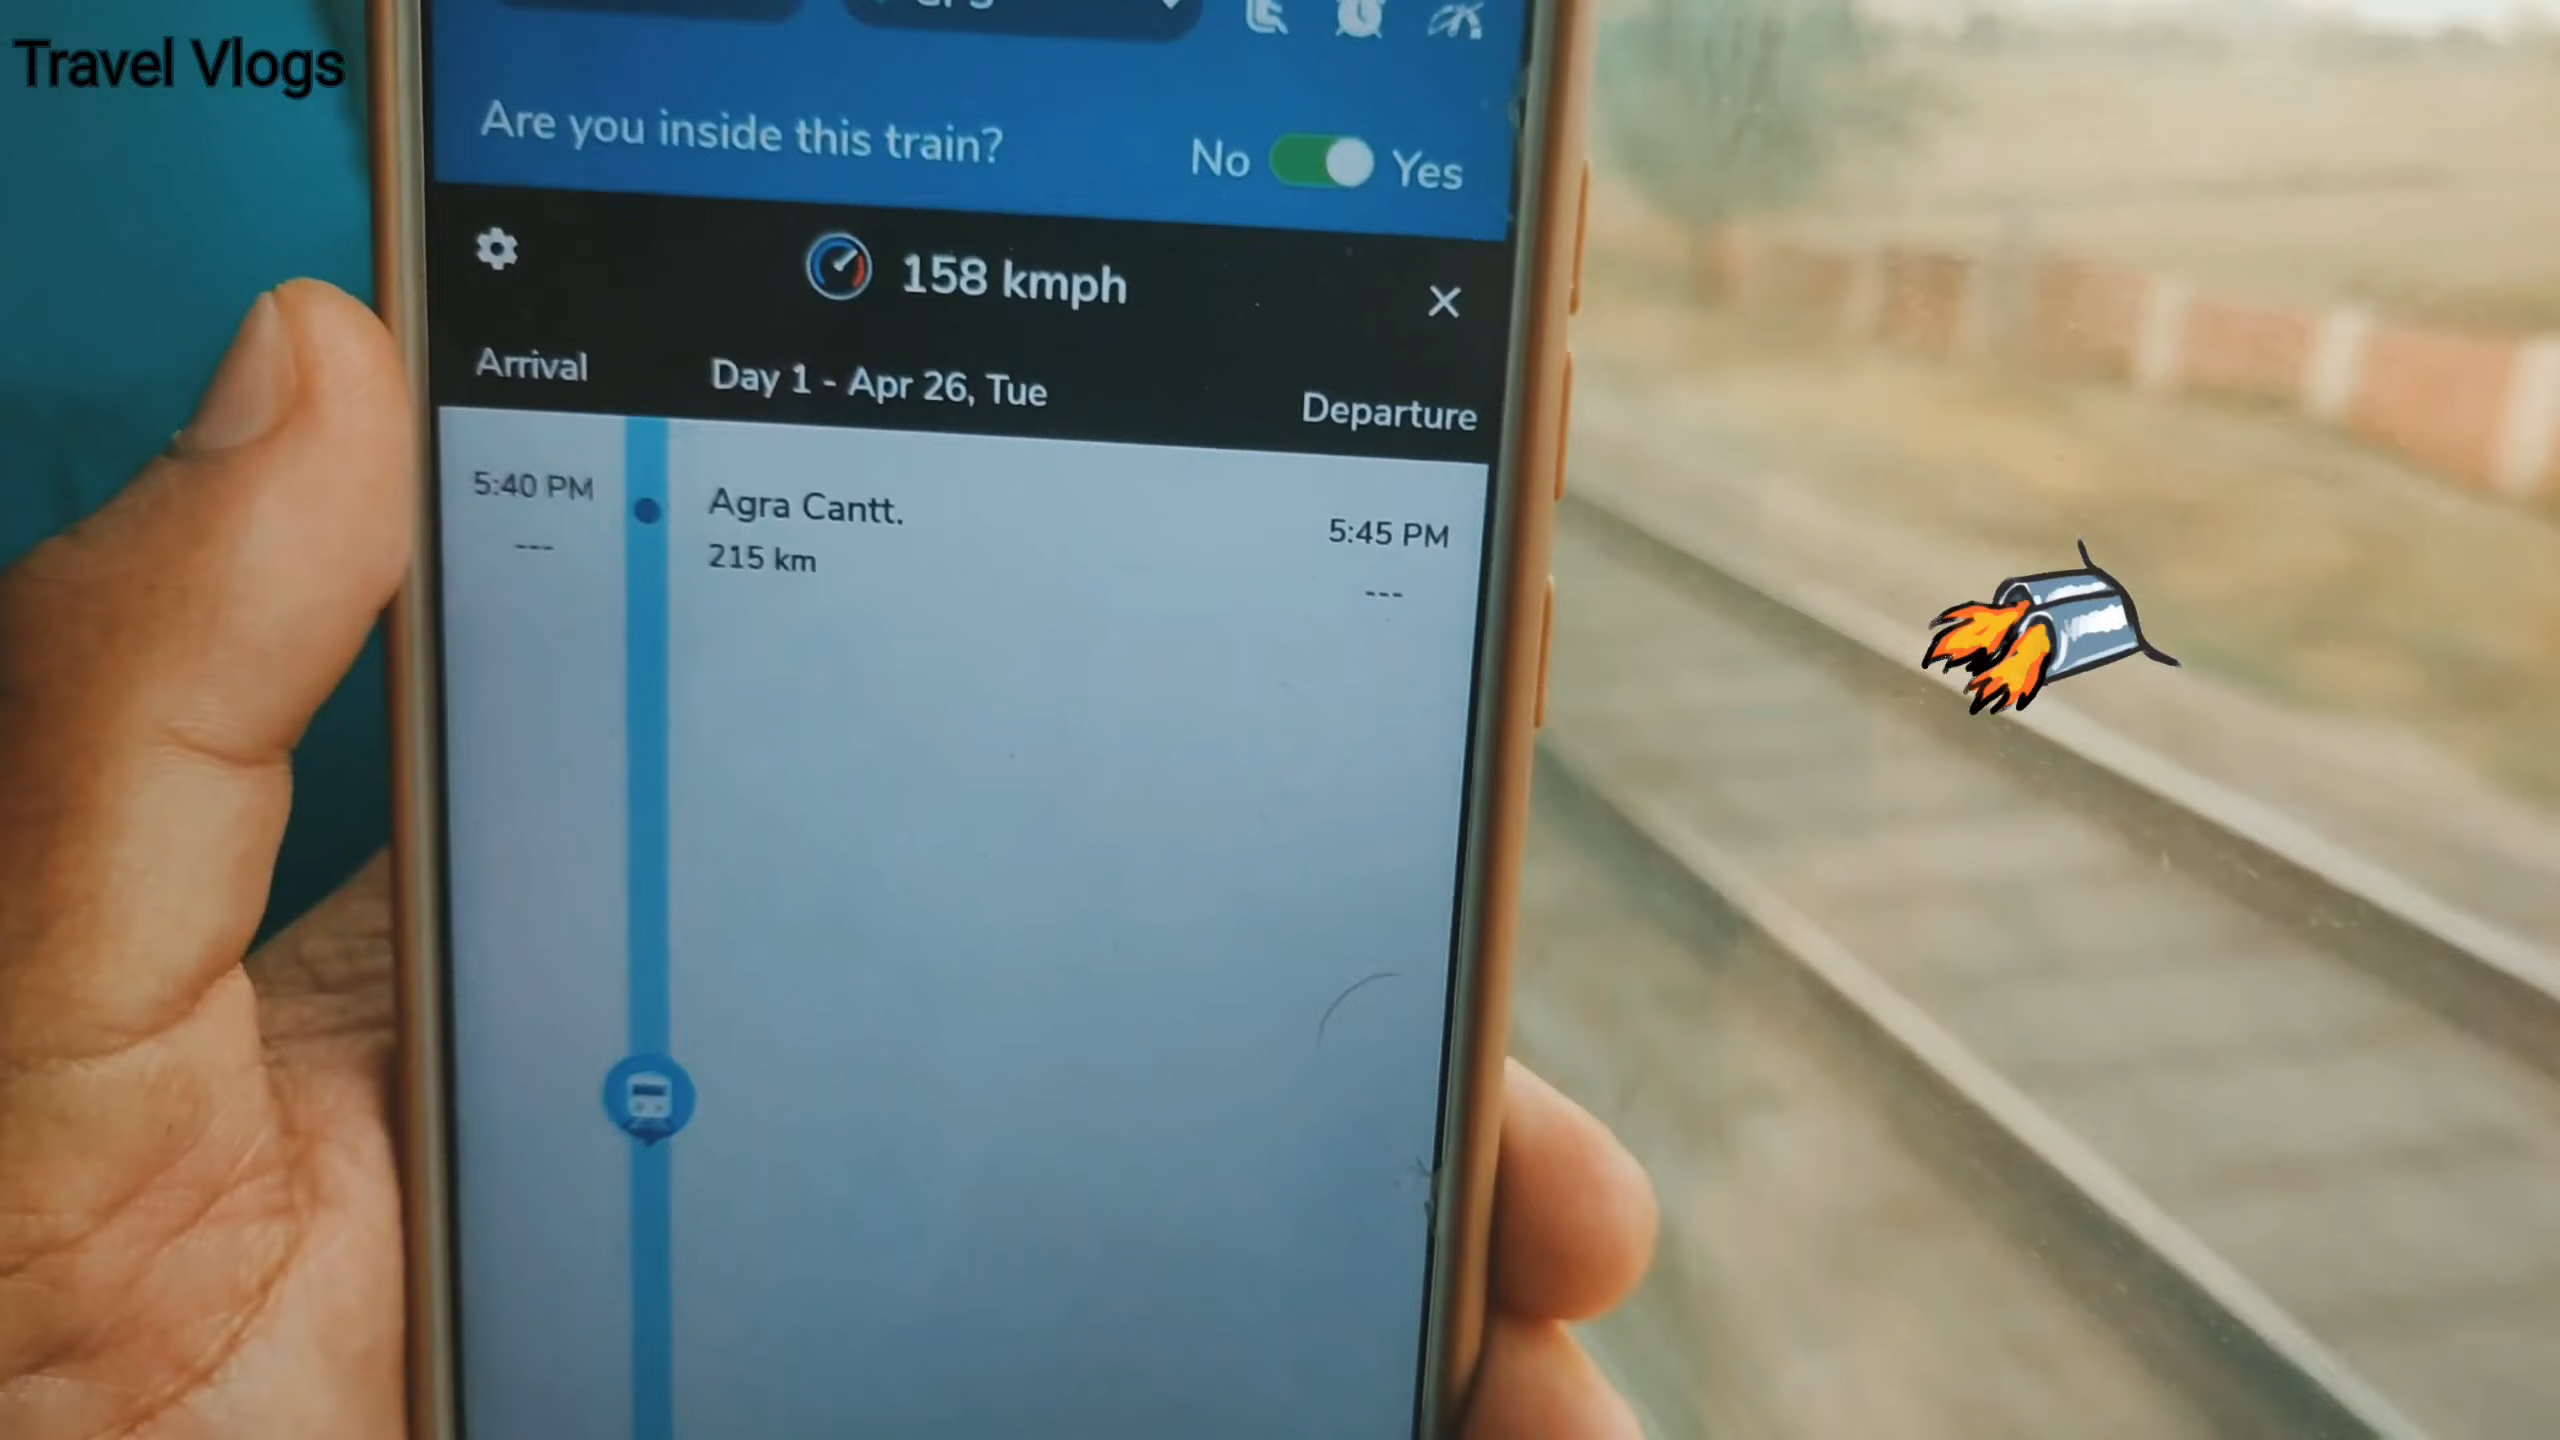 Travel Vlogs
Are you inside this train?
No Yes
158 kmph
Arrival Day 1 - Apr 26, Tue Departure
5:40 PM Agra Cantt. 5:45 PM
--- 215 km ---